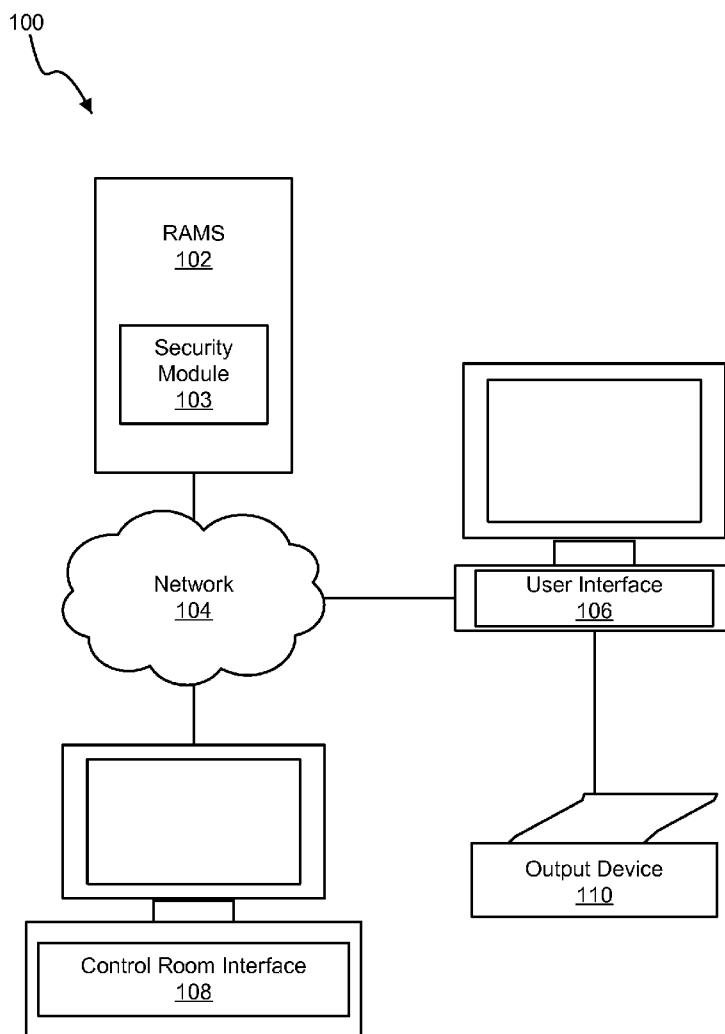 100
RAMS
102
Security
Module
103
Network
104
User Interface
106
Output Device
110
Control Room Interface
108